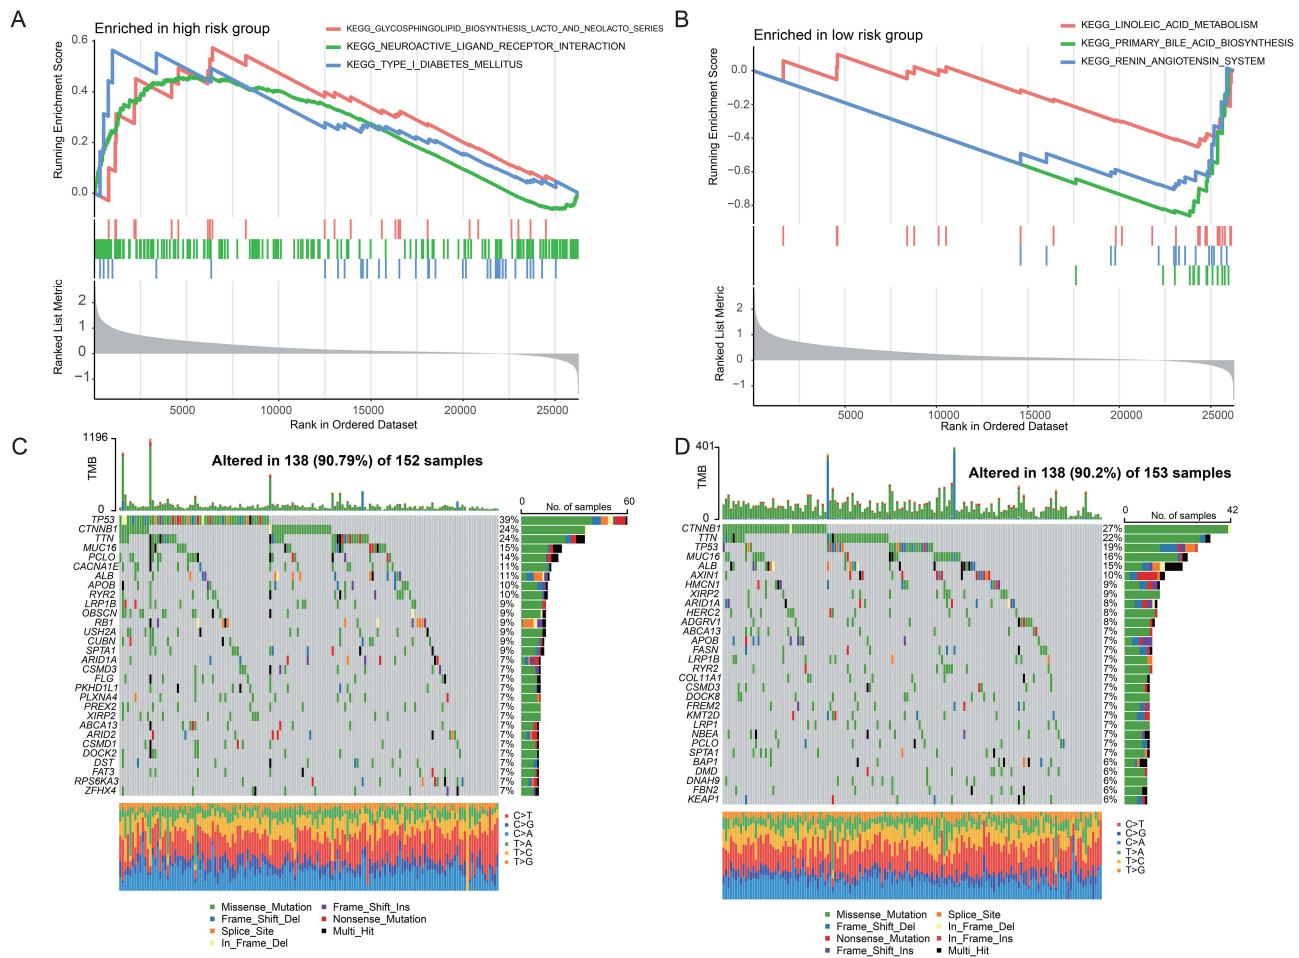 A
Enriched in high risk group
KEGG_GLYCOSPHINGOLIPID_BIOSYNTHESIS_LACTO_AND_NEOLACTO_SERIES
KEGG_NEUROACTIVE_LIGAND_RECEPTOR_INTERACTION
KEGG_TYPE_I_DIABETES_MELLITUS
Running Enrichment Score
0.6
0.4
0.2
0.0
Ranked List Metric
2
1
0
−1
5000 10000 15000 20000 25000
Rank in Ordered Dataset
B
Enriched in low risk group
KEGG_LINOLEIC_ACID_METABOLISM
KEGG_PRIMARY_BILE_ACID_BIOSYNTHESIS
KEGG_RENIN_ANGIOTENSIN_SYSTEM
Running Enrichment Score
0.0
−0.2
−0.4
−0.6
−0.8
Ranked List Metric
2
1
0
−1
5000 10000 15000 20000 25000
Rank in Ordered Dataset
C
1196
TMB
0
Altered in 138 (90.79%) of 152 samples
0 60
No. of samples
TP53 39%
CTNNB1 24%
TTN 24%
MUC16 15%
PCLO 14%
CACNA1E 11%
ALB 11%
APOB 10%
RYR2 10%
LRP1B 9%
OBSCN 9%
RB1 9%
USH2A 9%
CUBN 9%
SPTA1 9%
ARID1A 7%
CSMD3 7%
FLG 7%
PKHD1L1 7%
PLXNA4 7%
PREX2 7%
XIRP2 7%
ABCA13 7%
ARID2 7%
CSMD1 7%
DOCK2 7%
DST 7%
FAT3 7%
RPS6KA3 7%
ZFHX4 7%
C>T
C>G
C>A
T>A
T>C
T>G
Missense_Mutation Frame_Shift_Ins
Frame_Shift_Del Nonsense_Mutation
Splice_Site Multi_Hit
In_Frame_Del
D
401
TMB
0
Altered in 138 (90.2%) of 153 samples
0 42
No. of samples
CTNNB1 27%
TTN 22%
TP53 19%
MUC16 16%
ALB 15%
AXIN1 10%
HMCN1 9%
XIRP2 9%
ARID1A 8%
HERC2 8%
ADGRV1 8%
ABCA13 7%
APOB 7%
FASN 7%
LRP1B 7%
RYR2 7%
COL11A1 7%
CSMD3 7%
DOCK8 7%
FREM2 7%
KMT2D 7%
LRP1 7%
NBEA 7%
PCLO 7%
SPTA1 7%
BAP1 6%
DMD 6%
DNAH9 6%
FBN2 6%
KEAP1 6%
C>T
C>G
C>A
T>A
T>C
T>G
Missense_Mutation Splice_Site
Frame_Shift_Del In_Frame_Del
Nonsense_Mutation In_Frame_Ins
Frame_Shift_Ins Multi_Hit